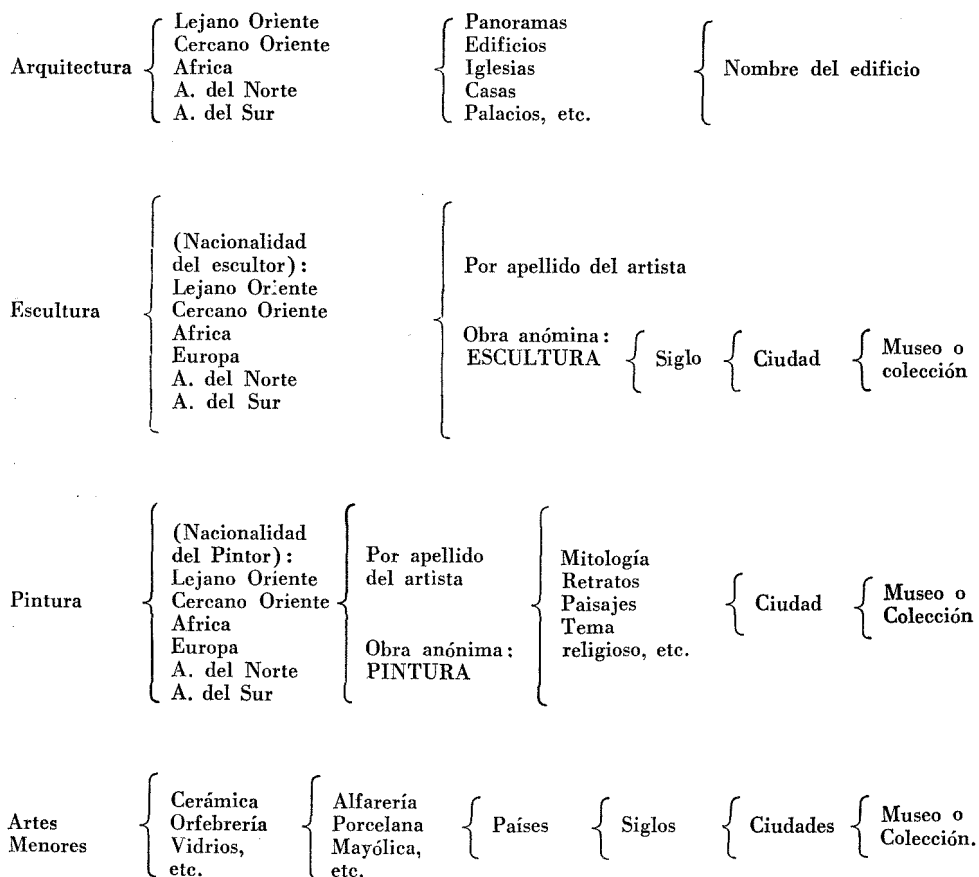 Arquitectura
Lejano Oriente
Cercano Oriente
Africa
A. del Norte
A. del Sur
Panoramas
Edificios
Iglesias
Casas
Palacios, etc.
Nombre del edificio
Escultura
(Nacionalidad
del escultor):
Lejano Oriente
Cercano Oriente
Africa
Europa
A. del Norte
A. del Sur
Por apellido del artista
Obra anómina:
ESCULTURA
Siglo
Ciudad
Museo o
colección
Pintura
(Nacionalidad
del Pintor):
Lejano Oriente
Cercano Oriente
Africa
Europa
A. del Norte
A. del Sur
Por apellido
del artista
Obra anónima:
PINTURA
Mitología
Retratos
Paisajes
Tema
religioso, etc.
Ciudad
Museo o
Colección
Artes
Menores
Cerámica
Orfebrería
Vidrios,
etc.
Alfarería
Porcelana
Mayólica,
etc.
Países
Siglos
Ciudades
Museo o
Colección.